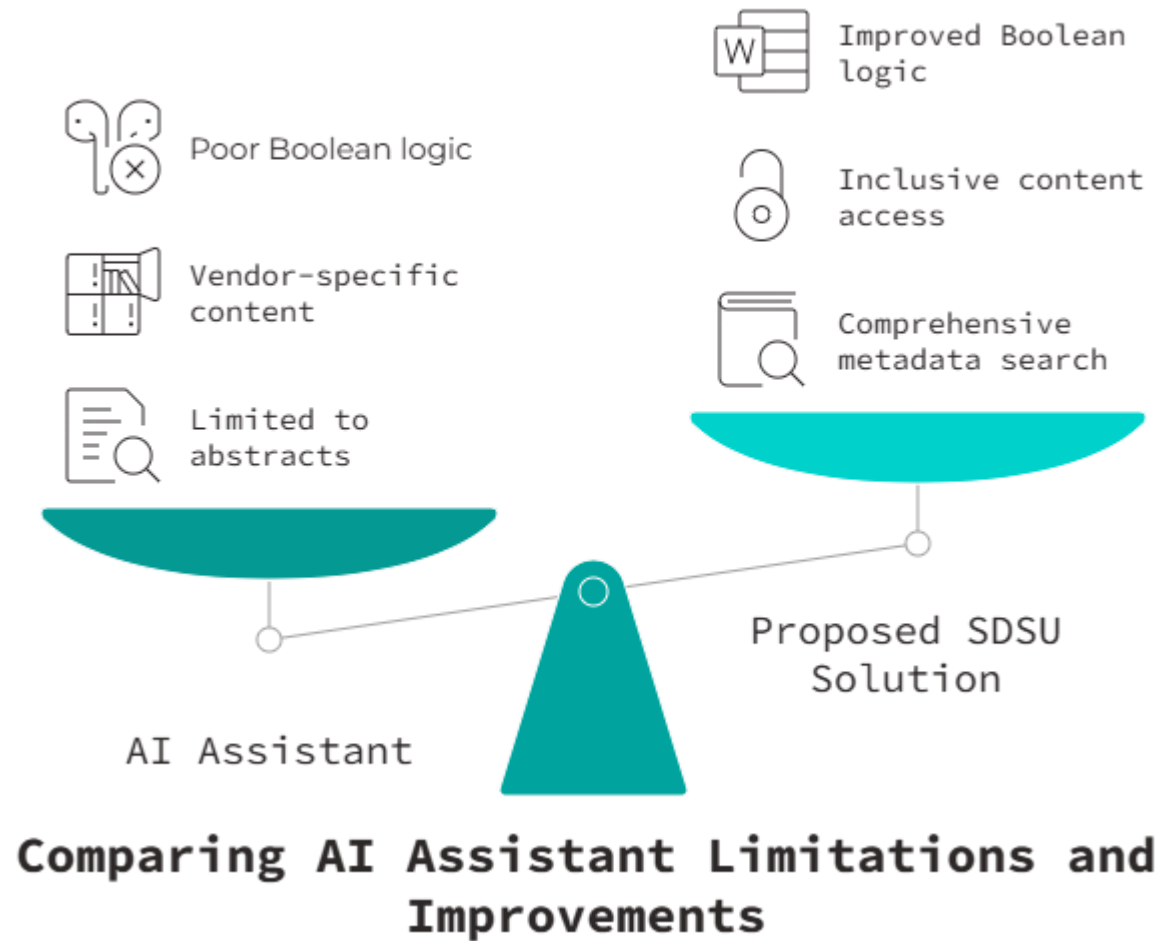 Poor Boolean logic
Vendor-specific
content
Limited to
abstracts
AI Assistant
W
Improved Boolean
logic
Inclusive content
access
Comprehensive
metadata search
Proposed SDSU
Solution
Comparing AI Assistant Limitations and
Improvements